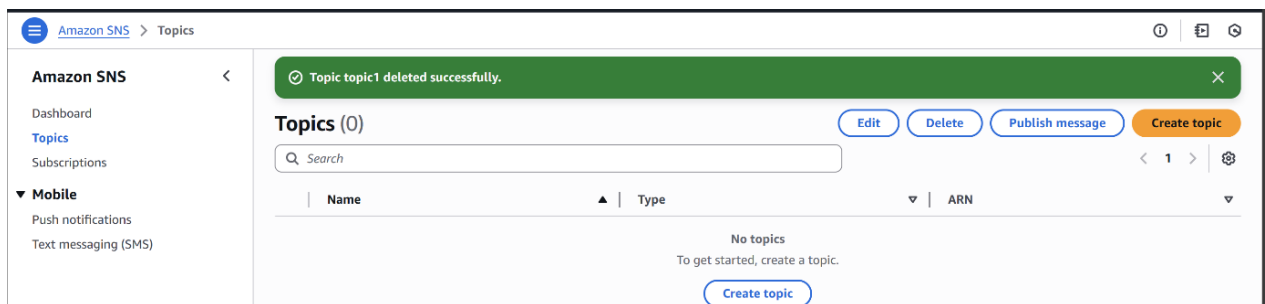 Amazon SNS > Topics
Amazon SNS
Dashboard
Topics
Subscriptions
Mobile
Push notifications
Text messaging (SMS)
Topic topic1 deleted successfully.
Topics (0)
Edit
Delete
Publish message
Create topic
Search
1
Name
Type
ARN
No topics
To get started, create a topic.
Create topic